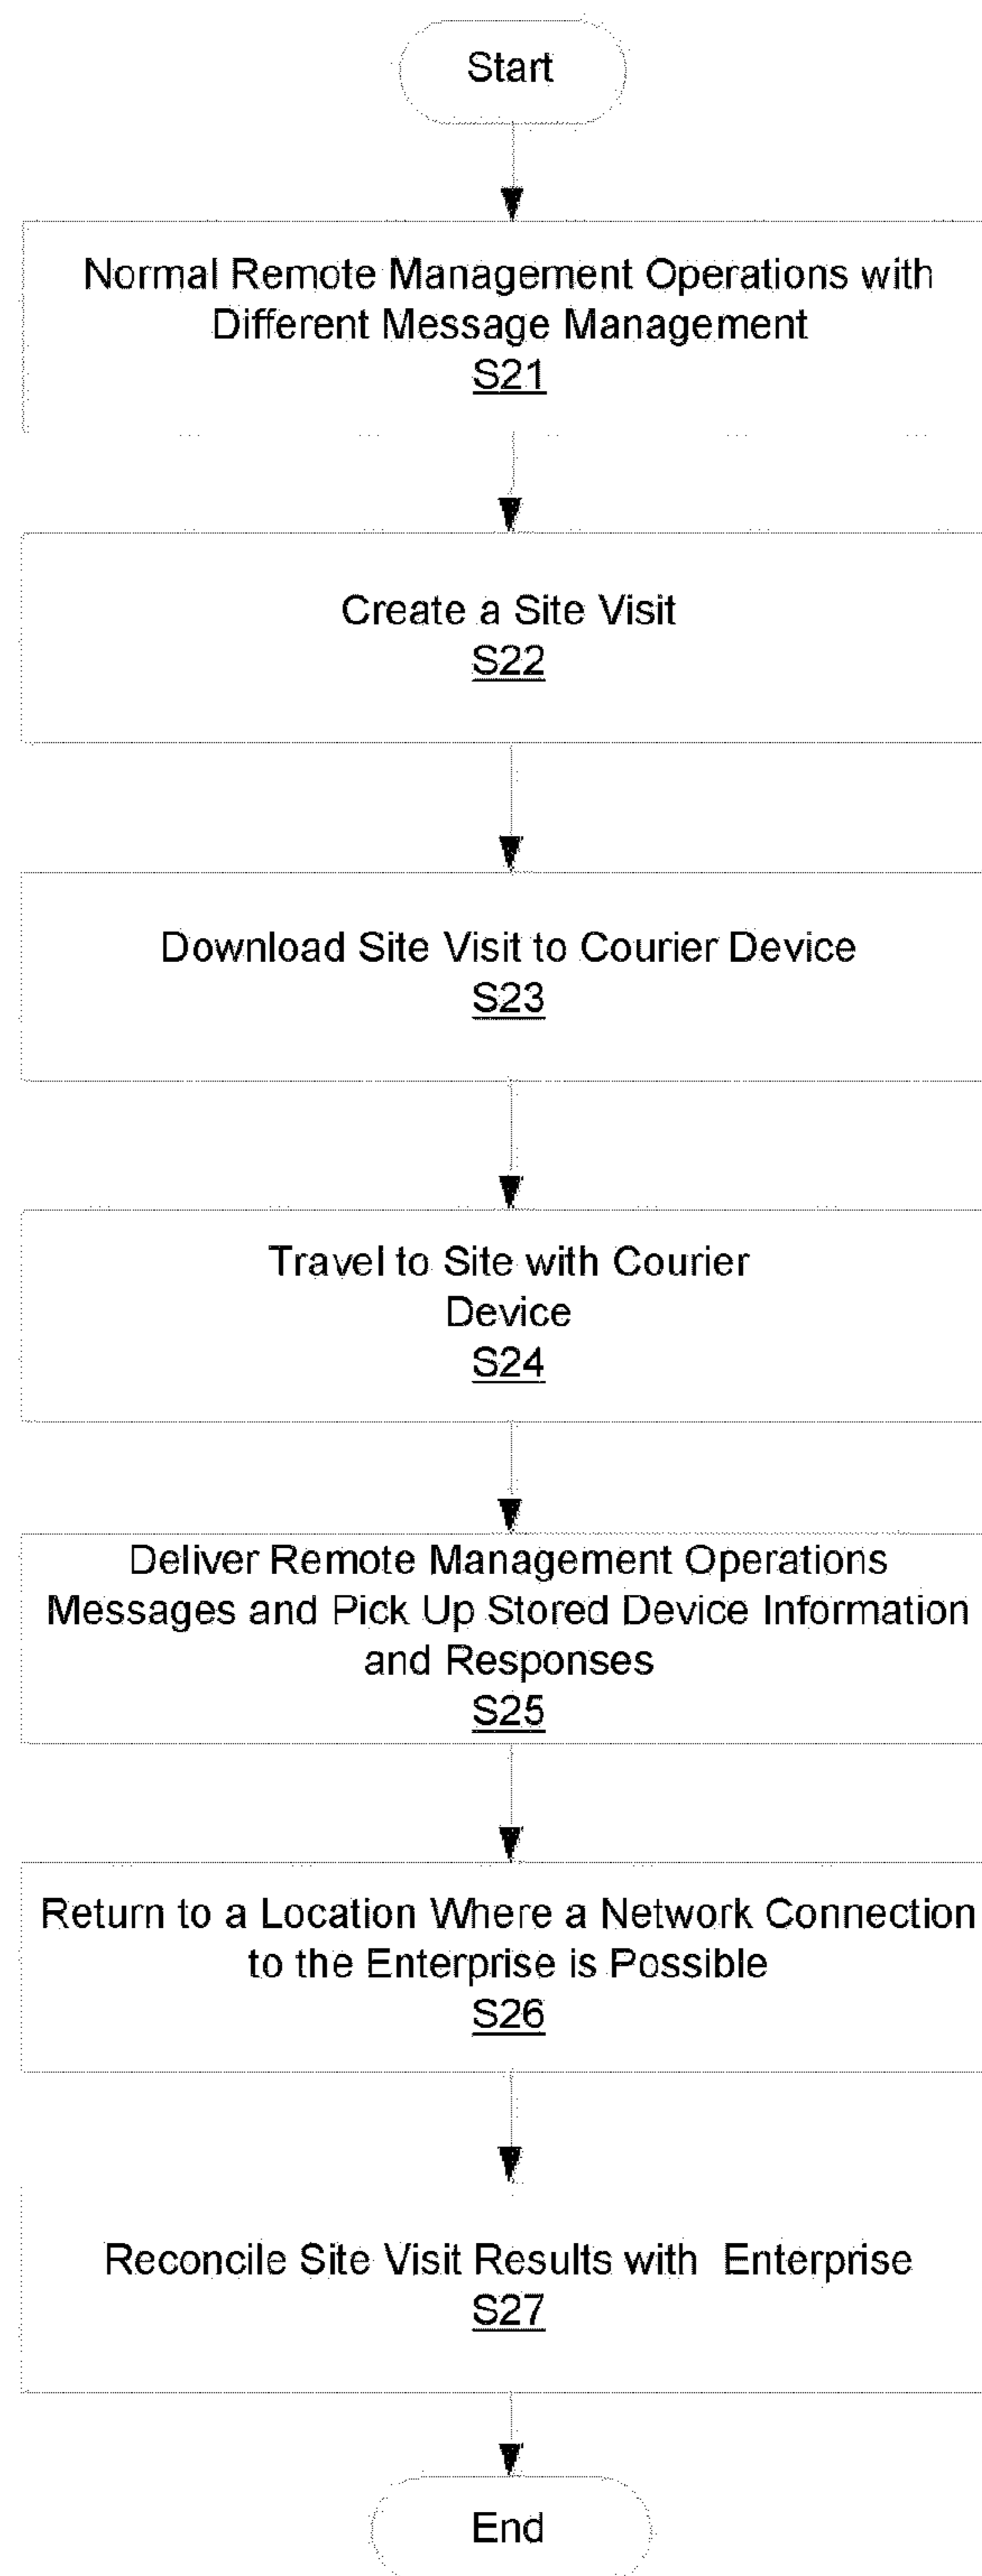 Start
Normal Remote Management Operations with
Different Message Management
S21
Create a Site Visit
S22
Download Site Visit to Courier Device
S23
Travel to Site with Courier
Device
S24
Deliver Remote Management Operations
Messages and Pick Up Stored Device Information
and Responses
S25
Return to a Location Where a Network Connection
to the Enterprise is Possible
S26
Reconcile Site Visit Results with Enterprise
S27
End